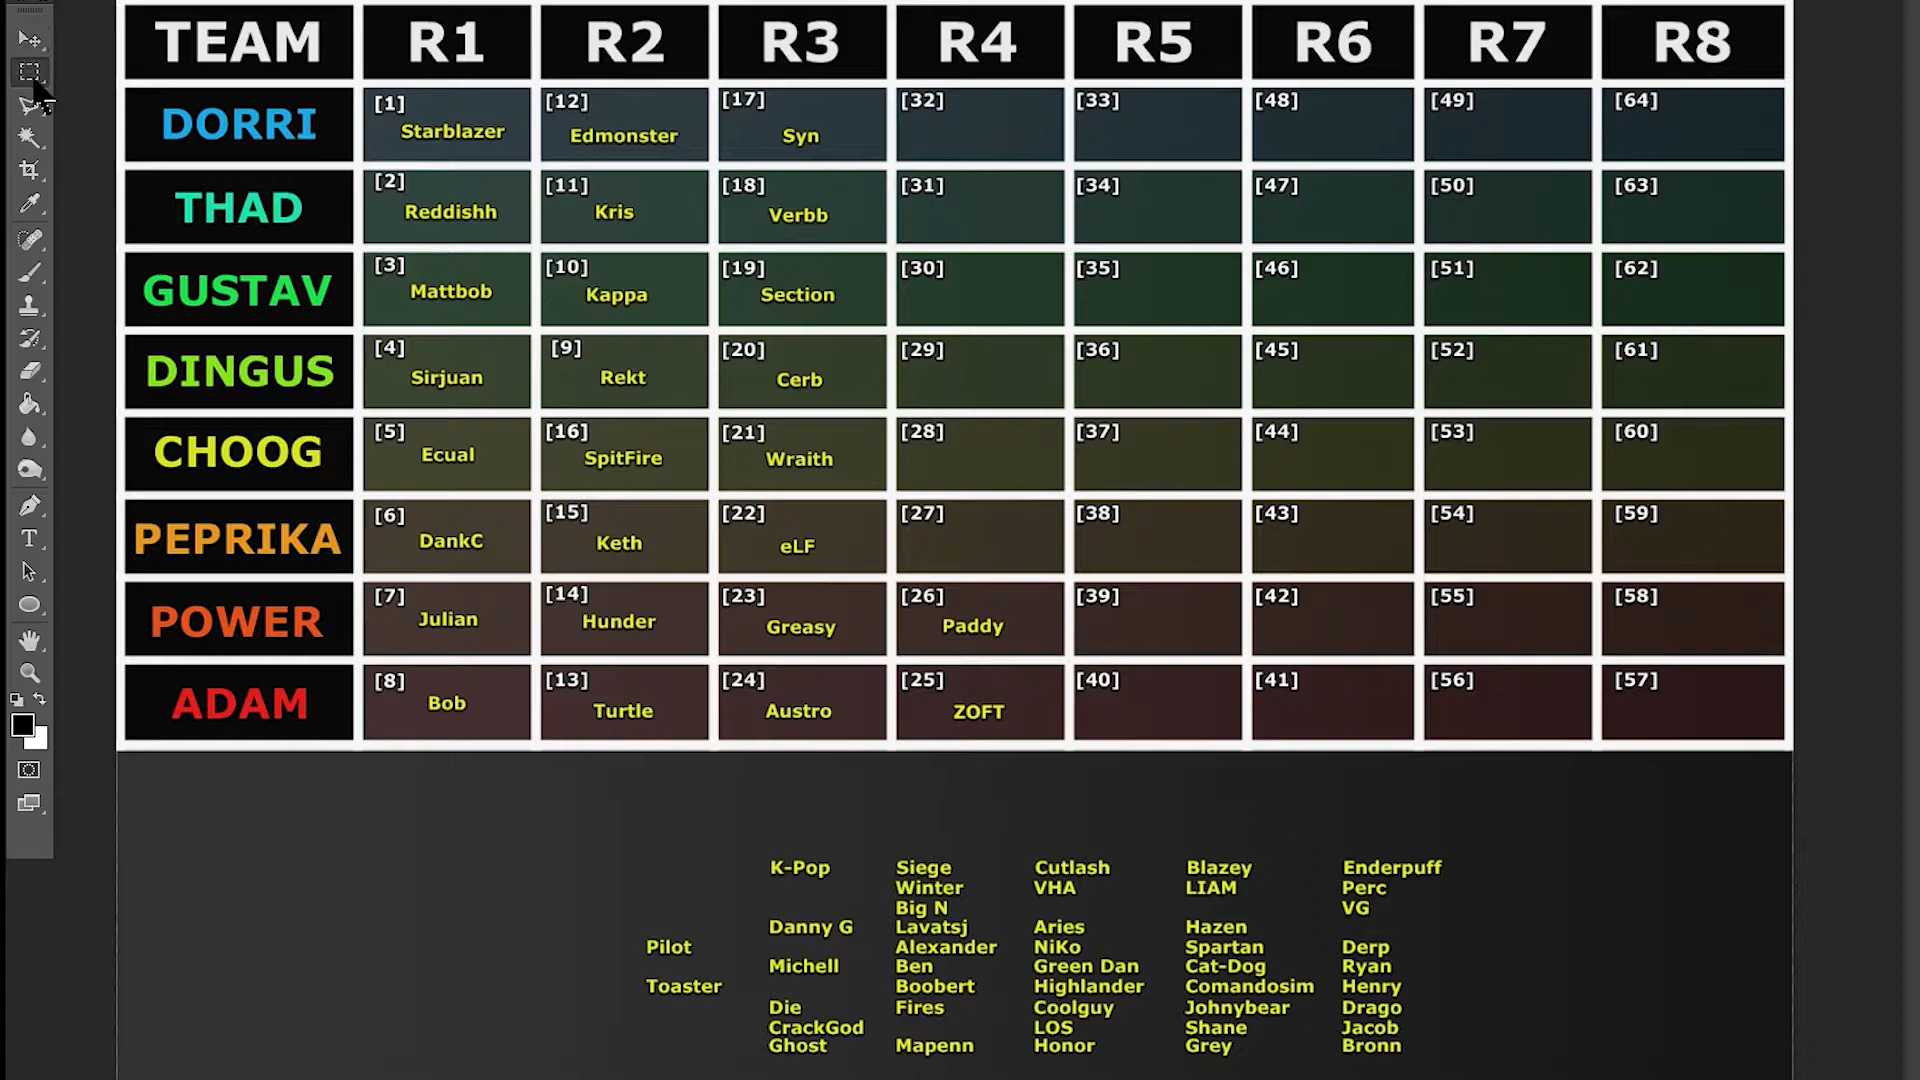 TEAM R1 R2 R3 R4 R5 R6 R7 R8
DORRI [1] Starblazer [12] Edmonster [17] Syn [32] [33] [48] [49] [64]
THAD [2] Reddishh [11] Kris [18] Verbb [31] [34] [47] [50] [63]
GUSTAV [3] Mattbob [10] Kappa [19] Section [30] [35] [46] [51] [62]
DINGUS [4] Sirjuan [9] Rekt [20] Cerb [29] [36] [45] [52] [61]
CHOOG [5] Ecual [16] SpitFire [21] Wraith [28] [37] [44] [53] [60]
PEPRIKA [6] DankC [15] Keth [22] eLF [27] [38] [43] [54] [59]
POWER [7] Julian [14] Hunder [23] Greasy [26] Paddy [39] [42] [55] [58]
ADAM [8] Bob [13] Turtle [24] Austro [25] ZOFT [40] [41] [56] [57]
K-Pop Siege Cutlash Blazey Enderpuff
Winter VHA LIAM Perc
Big N VG
Danny G Lavatsj Aries Hazen
Pilot Alexander NiKo Spartan Derp
Michell Ben Green Dan Cat-Dog Ryan
Toaster Boobert Highlander Comandosim Henry
Die Fires Coolguy Johnybear Drago
CrackGod LOS Shane Jacob
Ghost Mapenn Honor Grey Bronn